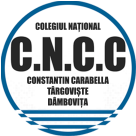 COLEGIUL NAȚIONAL
C.N.C.C
CONSTANTIN CARABELLA
TÂRGOVIȘTE
DÂMBOVIȚA